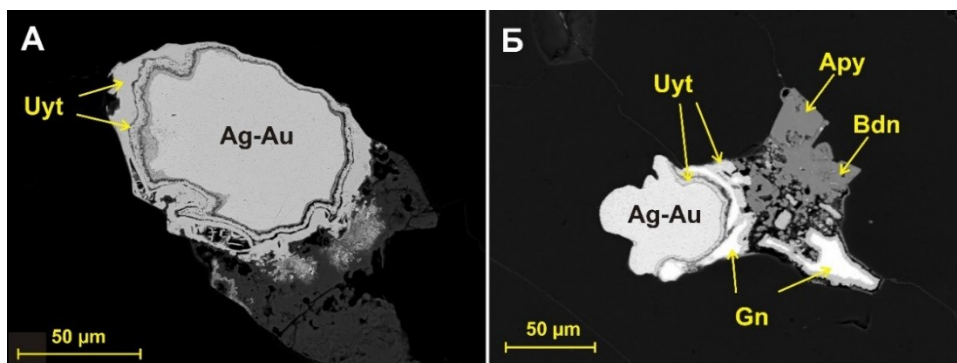 А
Uyt
Ag-Au
50 µm
Б
Uyt
Apy
Bdn
Ag-Au
Gn
50 µm